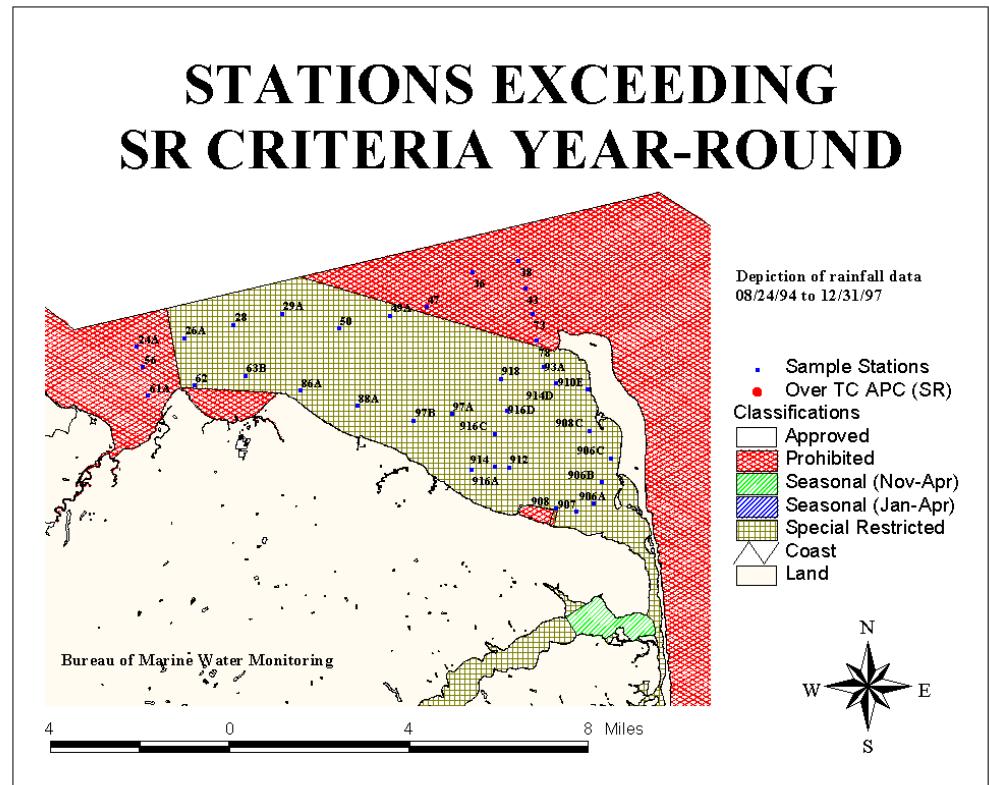 STATIONS EXCEEDING
SR CRITERIA YEAR-ROUND
Depiction of rainfall data
08/24/94 to 12/31/97
38
36
43
29A
47
49A
28
50
73
26A
24A
78
56
93A
63B
918
910E
61A
62
86A
914D
88A
97B
97A
916D
916C
908C
906C
914
912
916A
906B
908
907
906A
Sample Stations
Over TC APC (SR)
Classifications
Approved
Prohibited
Seasonal (Nov-Apr)
Seasonal (Jan-Apr)
Special Restricted
Coast
Land
Bureau of Marine Water Monitoring
N
W E
S
4 0 4 8 Miles